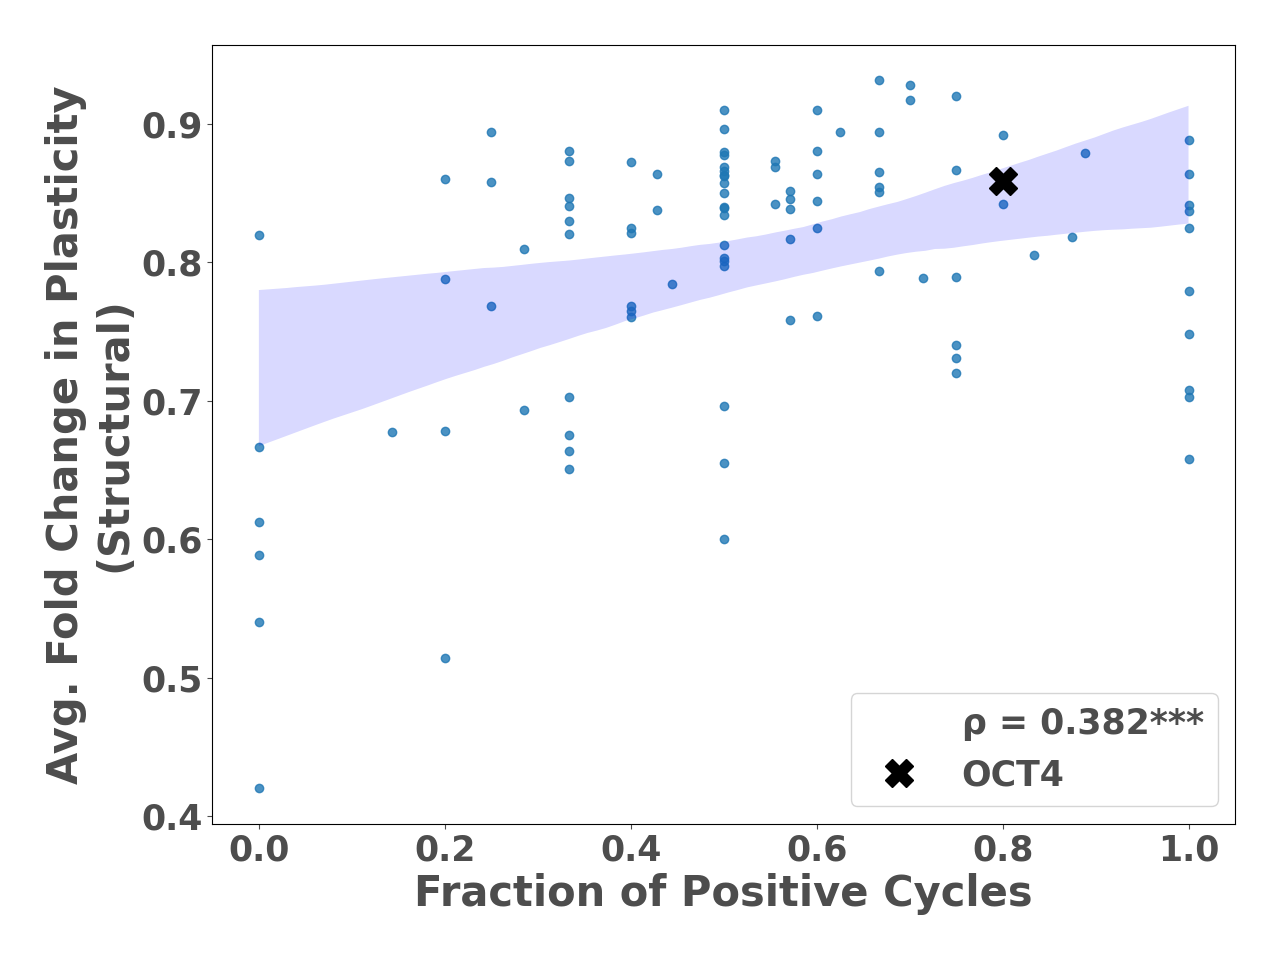 Avg. Fold Change in Plasticity
(Structural)
0.9
0.8
0.7
0.6
0.5
0.4
ρ = 0.382***
OCT4
0.0 0.2 0.4 0.6 0.8 1.0
Fraction of Positive Cycles